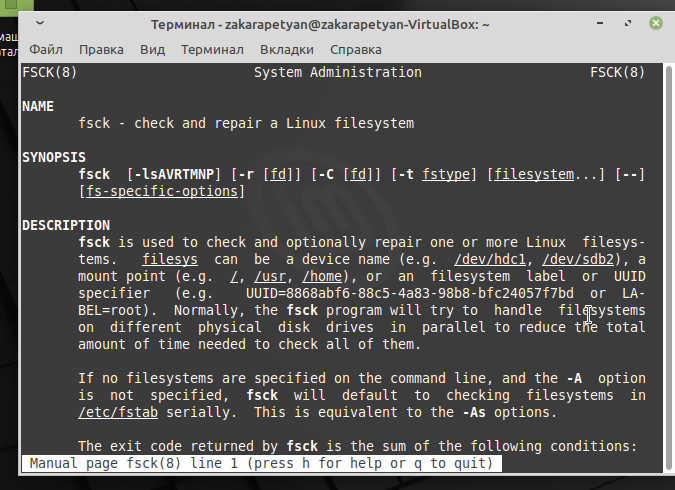 маш
тал
Терминал - zakarapetyan@zakarapetyan-VirtualBox: ~
Файл Правка Вид Терминал Вкладки Справка
FSCK(8) System Administration FSCK(8)
NAME
fsck - check and repair a Linux filesystem
SYNOPSIS
fsck [-lsAVRTMNP] [-r [fd]] [-C [fd]] [-t fstype] [filesystem...] [--]
[fs-specific-options]
DESCRIPTION
fsck is used to check and optionally repair one or more Linux filesys-
tems. filesys can be a device name (e.g. /dev/hdc1, /dev/sdb2), a
mount point (e.g. /, /usr, /home), or an filesystem label or UUID
specifier (e.g. UUID=8868abf6-88c5-4a83-98b8-bfc24057f7bd or LA-
BEL=root). Normally, the fsck program will try to handle filesystems
on different physical disk drives in parallel to reduce the total
amount of time needed to check all of them.
If no filesystems are specified on the command line, and the -A option
is not specified, fsck will default to checking filesystems in
/etc/fstab serially. This is equivalent to the -As options.
The exit code returned by fsck is the sum of the following conditions:
Manual page fsck(8) line 1 (press h for help or q to quit)